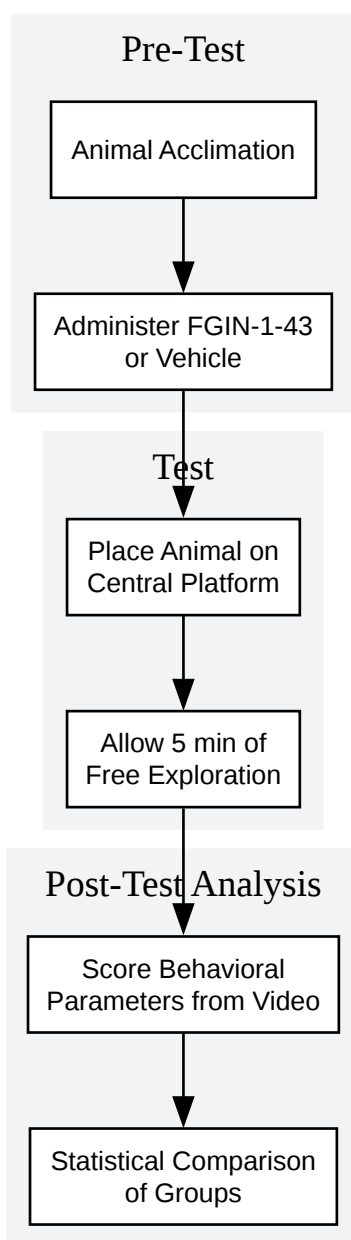 Pre-Test
Animal Acclimation
Administer FGIN-1-43
or Vehicle
Test
Place Animal on
Central Platform
Allow 5 min of
Free Exploration
Post-Test Analysis
Score Behavioral
Parameters from Video
Statistical Comparison
of Groups